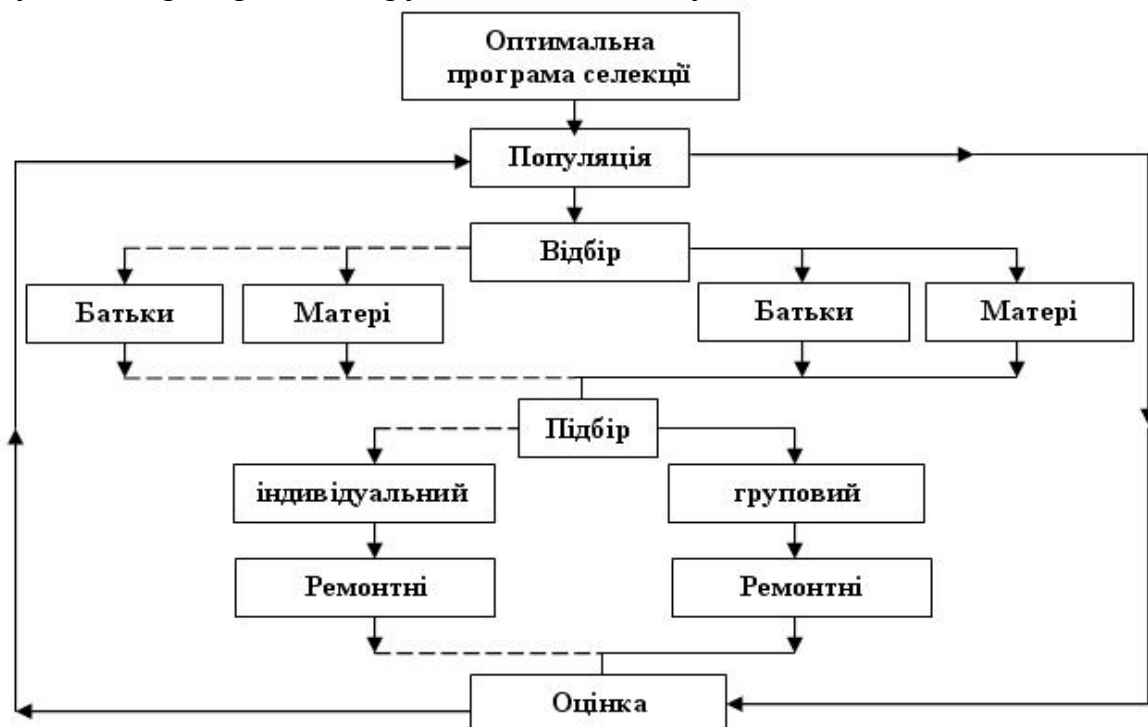 Оптимальна
програма селекції
Популяція
Відбір
Батьки
Матері
Батьки
Матері
Підбір
індивідуальний
груповий
Ремонтні
Ремонтні
Оцінка